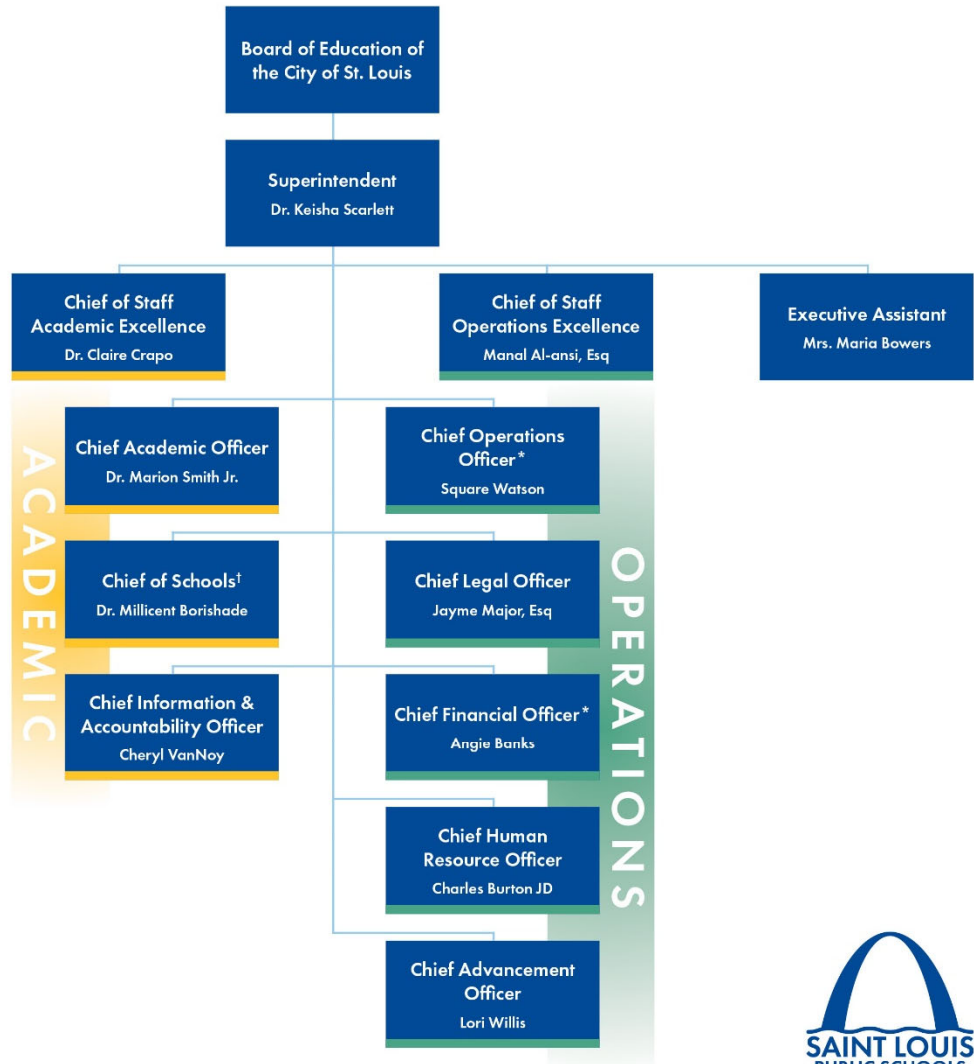 Board of Education of
the City of St. Louis
Superintendent
Dr. Keisha Scarlett
Chief of Staff
Academic Excellence
Dr. Claire Crapo
Chief of Staff
Operations Excellence
Manal Al-ansi, Esq
Executive Assistant
Mrs. Maria Bowers
ACADEMIC
Chief Academic Officer
Dr. Marion Smith Jr.
Chief Operations
Officer*
Square Watson
Chief of Schools†
Dr. Millicent Borishade
Chief Legal Officer
Jayme Major, Esq
OPERATIONS
Chief Information &
Accountability Officer
Cheryl VanNoy
Chief Financial Officer*
Angie Banks
Chief Human
Resource Officer
Charles Burton JD
Chief Advancement
Officer
Lori Willis
SAINT LOUIS
PUBLIC SCHOOLS